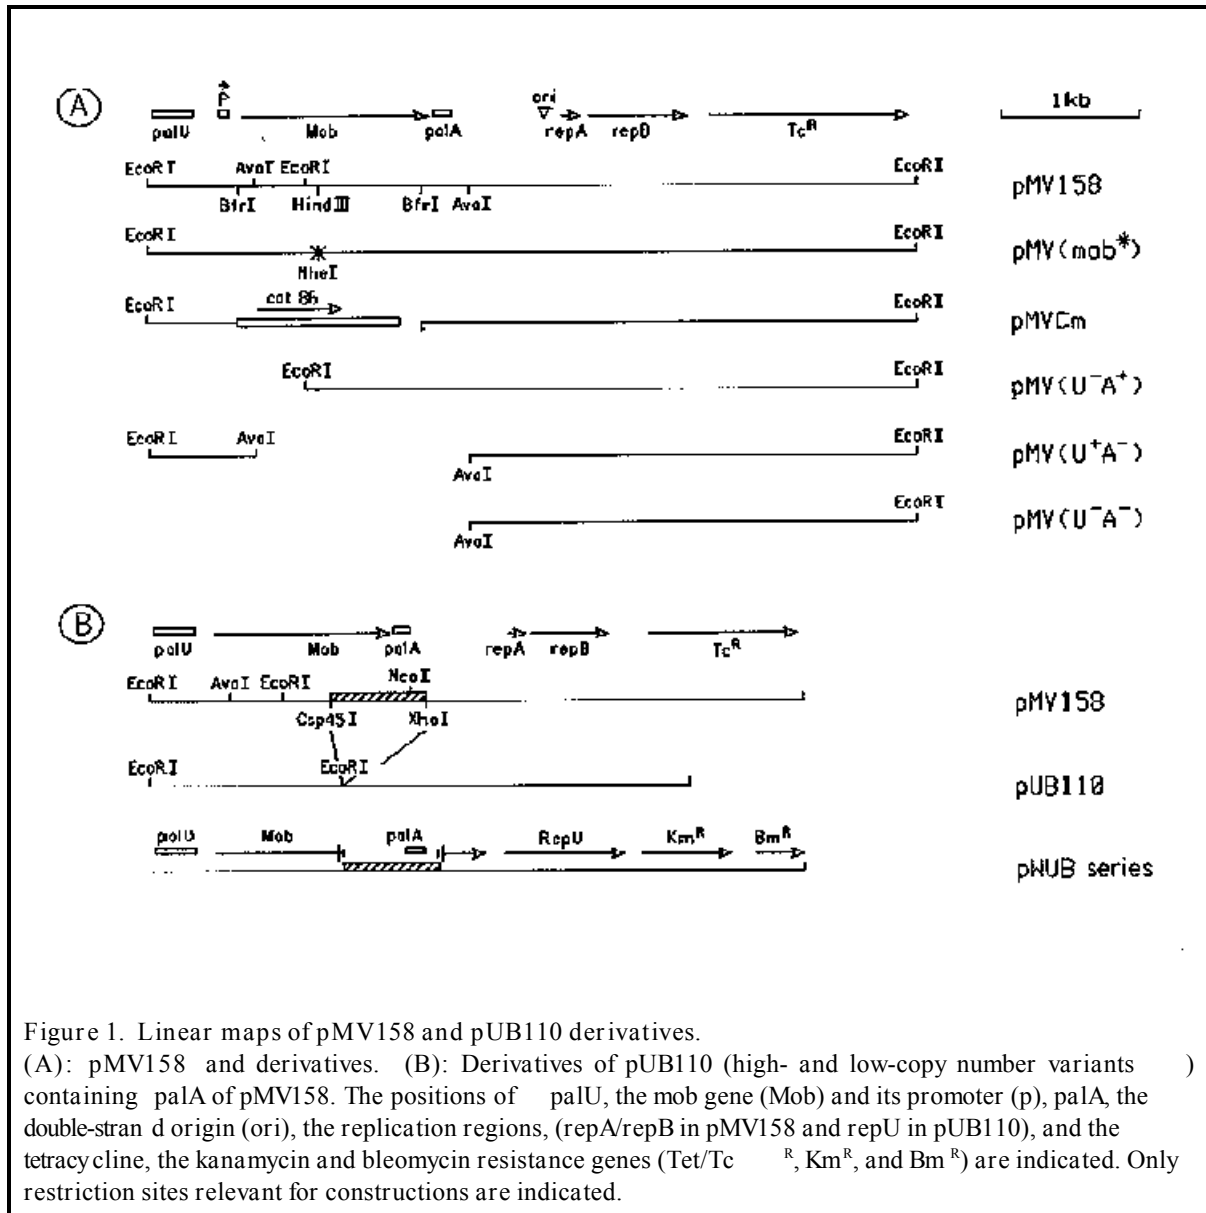 A
p
ori
1kb
palU
Mob
palA
repA
repB
Tc^R
EcoRI
AvaI
EcoRI
EcoRI
BfrI
HindIII
BfrI
AvaI
pMV158
EcoRI
EcoRI
NheI
pMV(mob*)
EcoRI
cat 86
EcoRI
pMVCm
EcoRI
EcoRI
pMV(U⁻A⁺)
EcoRI
AvaI
EcoRI
AvaI
pMV(U⁺A⁻)
EcoRI
AvaI
pMV(U⁻A⁻)
B
palU
Mob
palA
repA
repB
Tc^R
EcoRI
AvaI
EcoRI
NcoI
Csp45I
XhoI
pMV158
EcoRI
EcoRI
pUB110
palU
Mob
palA
RepU
Km^R
Bm^R
pWUB series
Figure 1. Linear maps of pMV158 and pUB110 derivatives.
(A): pMV158 and derivatives. (B): Derivatives of pUB110 (high- and low-copy number variants )
containing palA of pMV158. The positions of palU, the mob gene (Mob) and its promoter (p), palA, the
double-stran d origin (ori), the replication regions, (repA/repB in pMV158 and repU in pUB110), and the
tetracycline, the kanamycin and bleomycin resistance genes (Tet/Tc ^R, Km^R, and Bm ^R) are indicated. Only
restriction sites relevant for constructions are indicated.